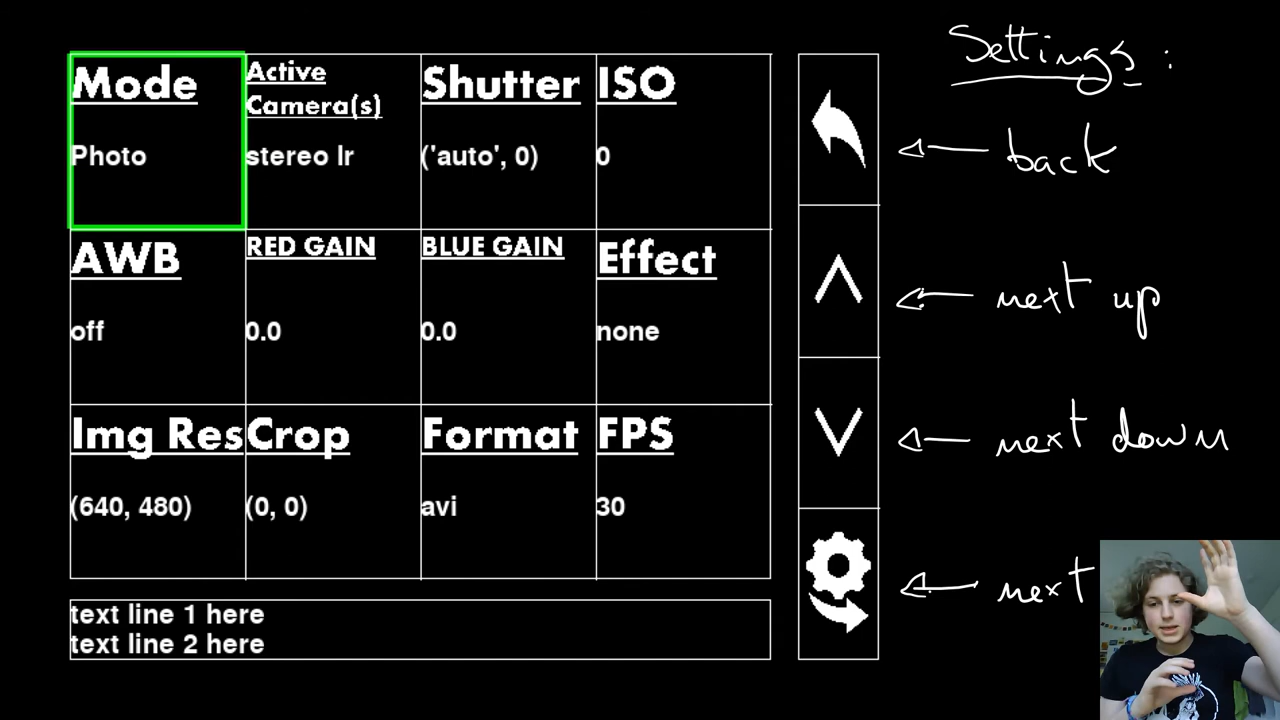 Settings :
Mode
Photo
Active
Camera(s)
stereo lr
Shutter
('auto', 0)
ISO
0
back
AWB
off
RED GAIN
0.0
BLUE GAIN
0.0
Effect
none
next up
Img Res
(640, 480)
Crop
(0, 0)
Format
avi
FPS
30
next down
next
text line 1 here
text line 2 here